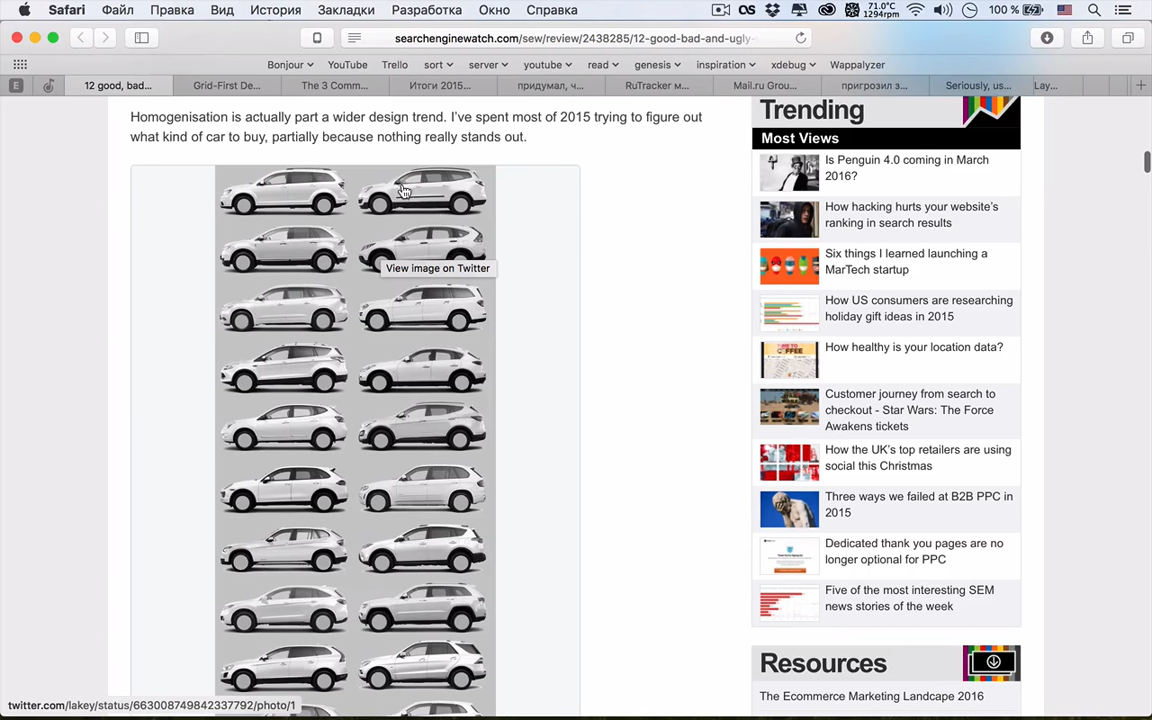 Safari Файл Правка Вид История Закладки Разработка Окно Справка
71.0°C
1294rpm
100 %
searchenginewatch.com/sew/review/2438285/12-good-bad-and-ugly-
Bonjour YouTube Trello sort server youtube read genesis inspiration xdebug Wappalyzer
E 12 good, bad... Grid-First De... The 3 Comm... Итоги 2015... придумал, ч... RuTracker м... Mail.ru Grou... пригрозил з... Seriously, us... Lay...
Homogenisation is actually part a wider design trend. I've spent most of 2015 trying to figure out
what kind of car to buy, partially because nothing really stands out.
View image on Twitter
Trending
Most Views
Is Penguin 4.0 coming in March
2016?
How hacking hurts your website's
ranking in search results
Six things I learned launching a
MarTech startup
How US consumers are researching
holiday gift ideas in 2015
How healthy is your location data?
Customer journey from search to
checkout - Star Wars: The Force
Awakens tickets
How the UK's top retailers are using
social this Christmas
Three ways we failed at B2B PPC in
2015
Dedicated thank you pages are no
longer optional for PPC
Five of the most interesting SEM
news stories of the week
Resources
The Ecommerce Marketing Landscape 2016
twitter.com/lakey/status/663008749842337792/photo/1